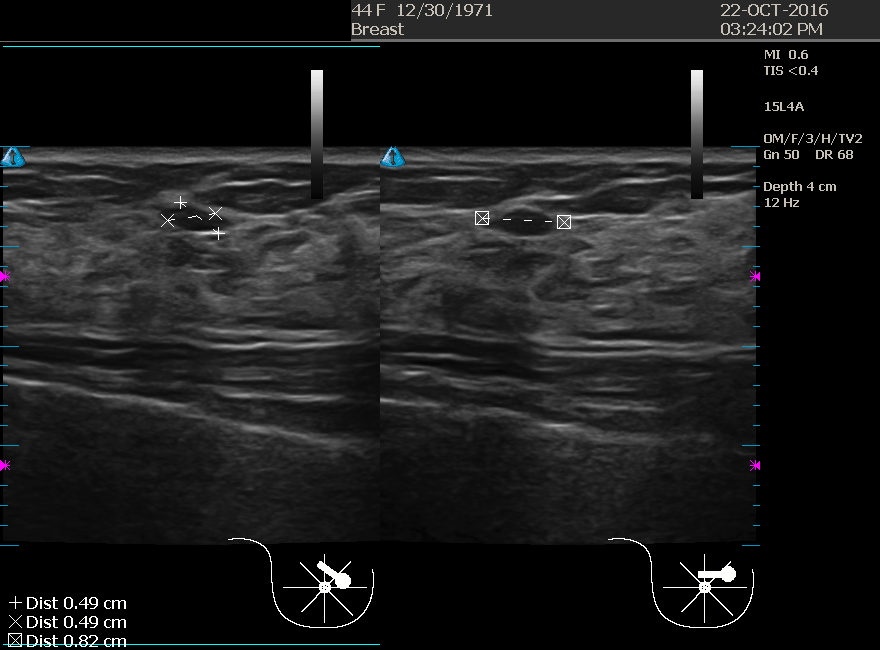 44 F 12/30/1971
22-OCT-2016
Breast
03:24:02 PM
MI 0.6
TIS <0.4
15L4A
OM/F/3/H/TV2
Gn 50 DR 68
Depth 4 cm
12 Hz
Dist 0.49 cm
Dist 0.49 cm
Dist 0.82 cm